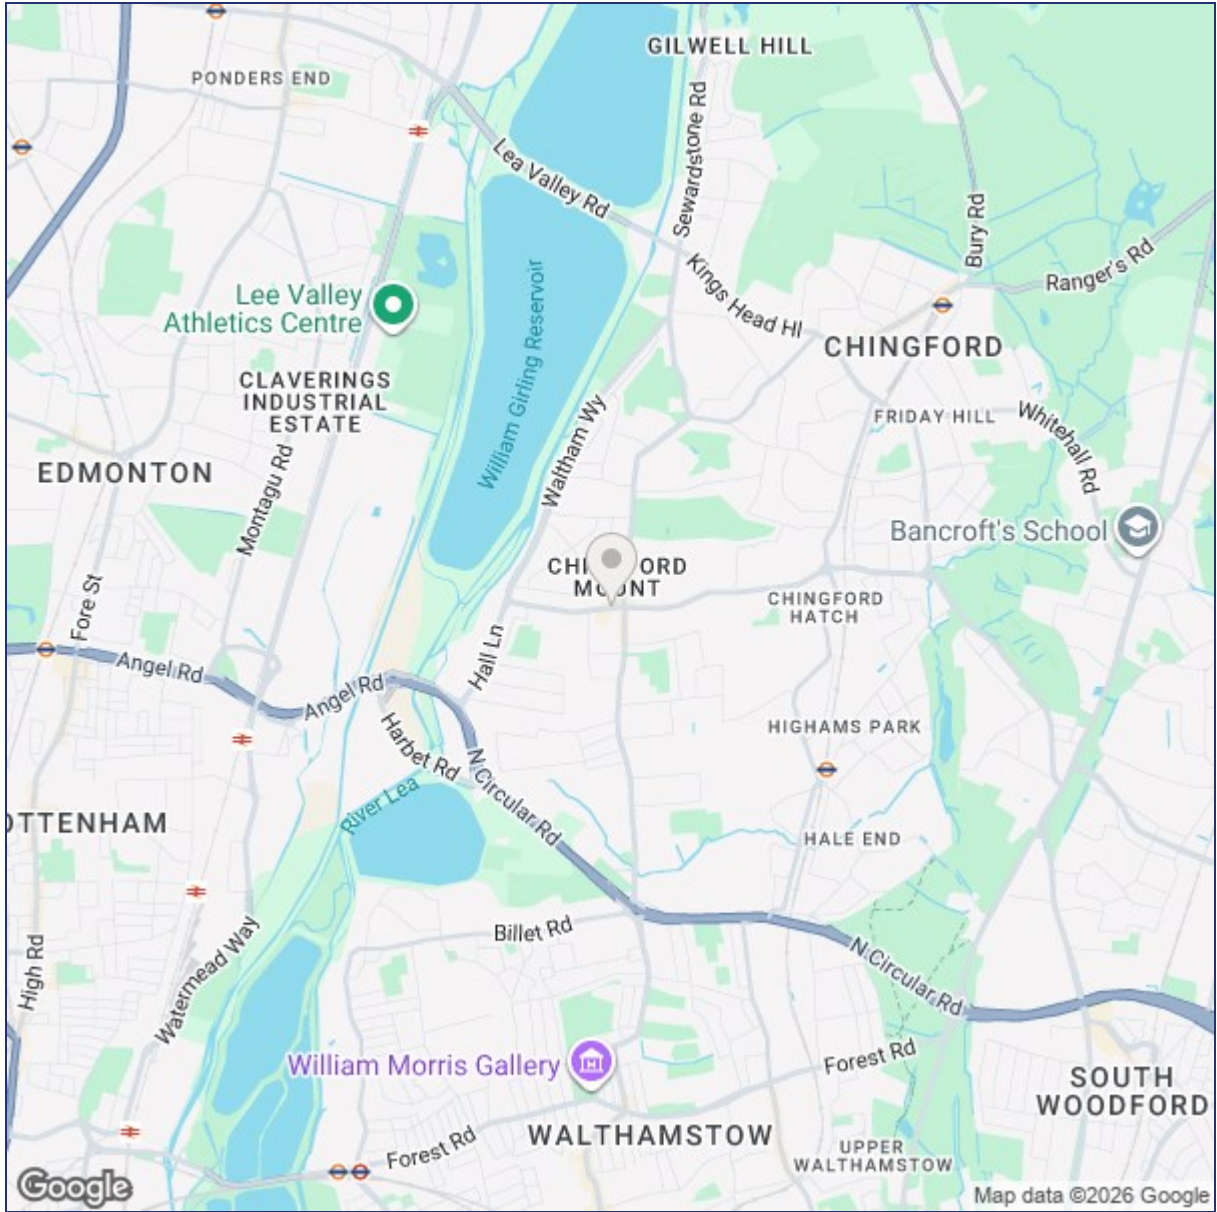 GILWELL HILL
PONDERS END
Lea Valley Rd
Sewardstone Rd
Bury Rd
Ranger's Rd
Kings Head Hl
Lee Valley
Athletics Centre
William Girling Reservoir
CHINGFORD
CLAVERINGS
INDUSTRIAL
ESTATE
Waltham Wy
FRIDAY HILL
Whitehall Rd
EDMONTON
Montagu Rd
Bancroft's School
CHINGFORD
MOUNT
CHINGFORD
HATCH
Fore St
Hall Ln
Angel Rd
Angel Rd
Harbet Rd
N Circular Rd
HIGHAMS PARK
River Lea
OTTENHAM
HALE END
Billet Rd
N Circular Rd
High Rd
Watermead Way
William Morris Gallery
Forest Rd
SOUTH
WOODFORD
WALTHAMSTOW
Forest Rd
UPPER
WALTHAMSTOW
Google
Map data ©2026 Google